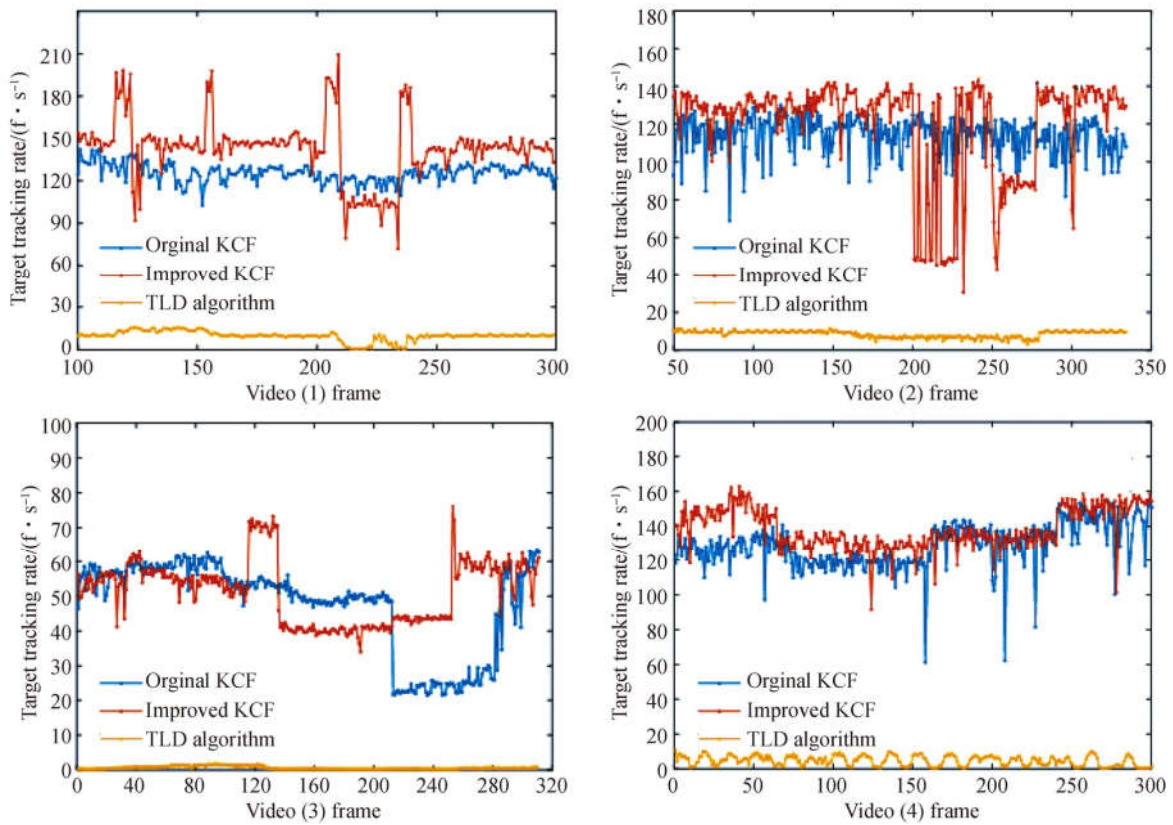 210
180
150
120
90
60
30
0
Target tracking rate/(f · s⁻¹)
Orginal KCF
Improved KCF
TLD algorithm
100 150 200 250 300
Video (1) frame
180
160
140
120
100
80
60
40
20
0
Target tracking rate/(f · s⁻¹)
Orginal KCF
Improved KCF
TLD algorithm
50 100 150 200 250 300 350
Video (2) frame
100
90
80
70
60
50
40
30
20
10
0
Target tracking rate/(f · s⁻¹)
Orginal KCF
Improved KCF
TLD algorithm
0 40 80 120 160 200 240 280 320
Video (3) frame
200
180
160
140
120
100
80
60
40
20
0
Target tracking rate/(f · s⁻¹)
Orginal KCF
Improved KCF
TLD algorithm
0 50 100 150 200 250 300
Video (4) frame